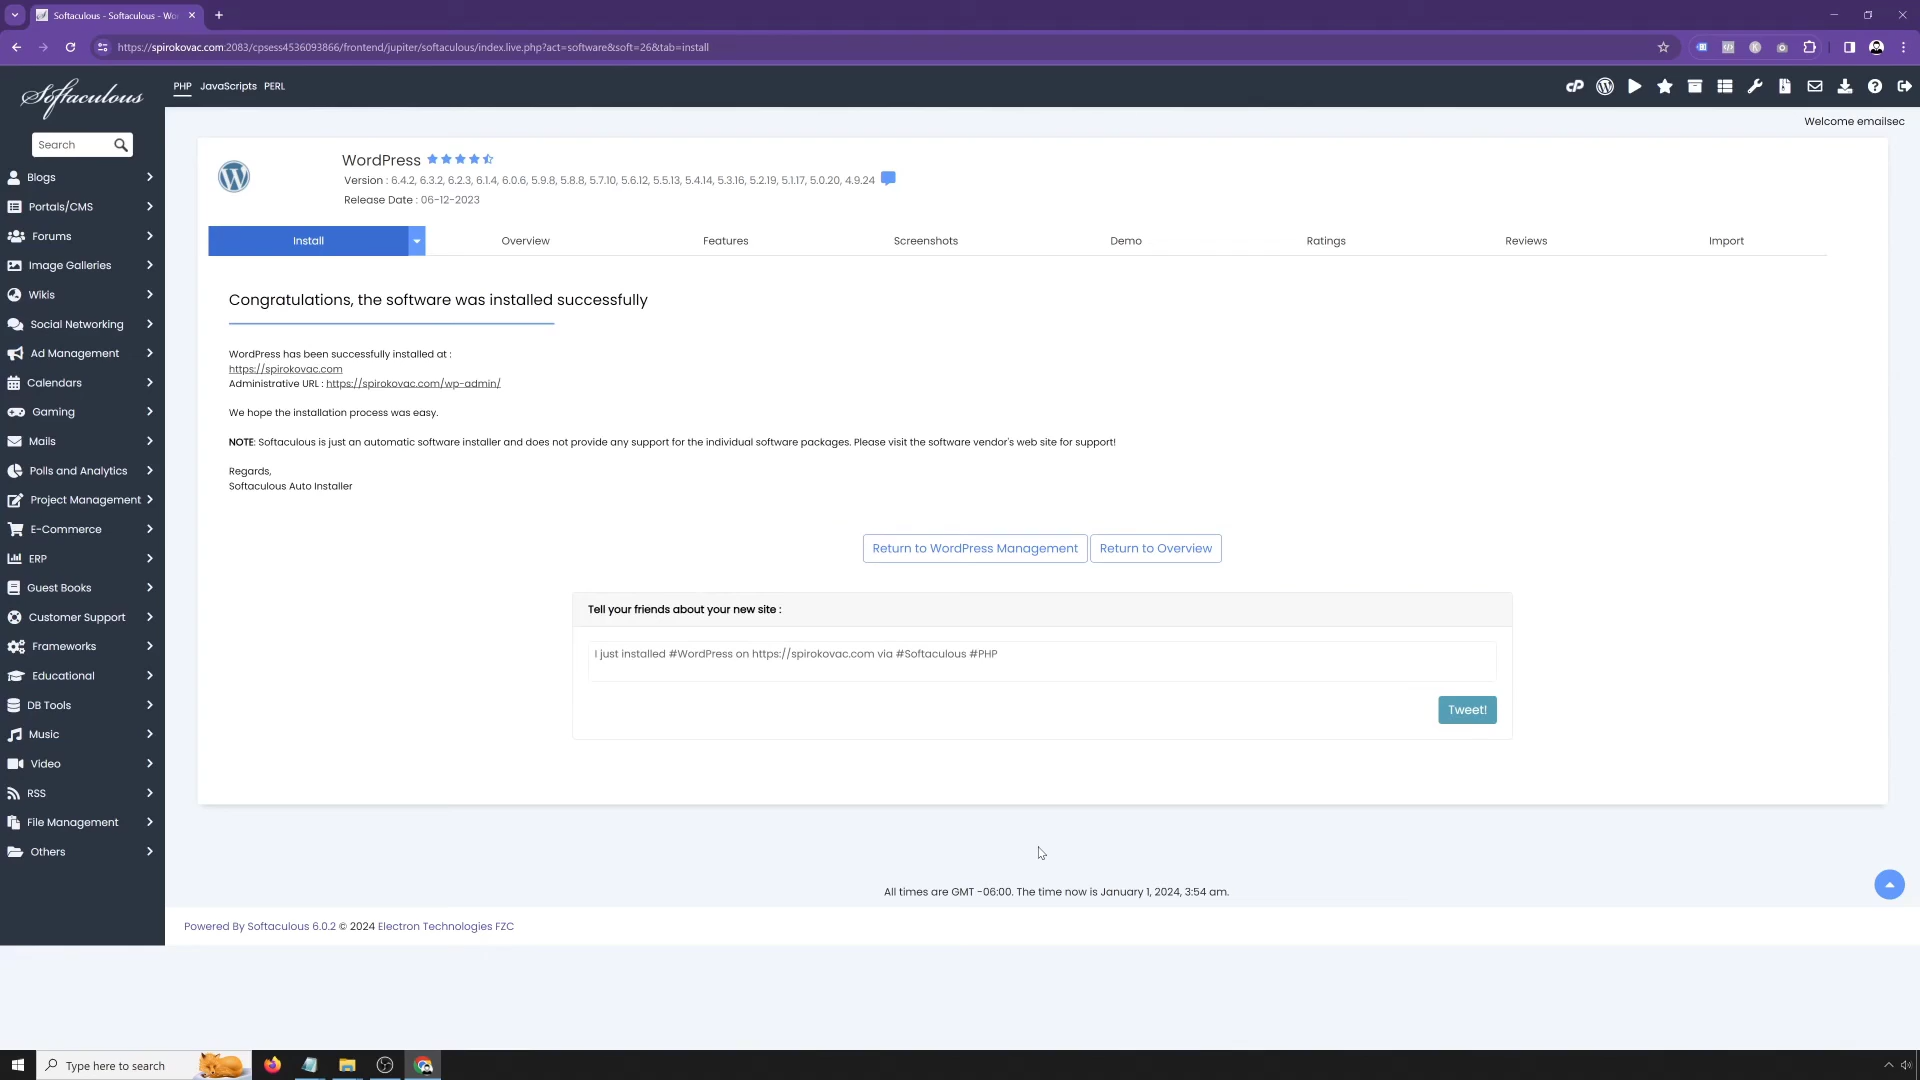 Softaculous - Softaculous - Wo
https://spirokovac.com:2083/cpsess4536093866/frontend/jupiter/softaculous/index.live.php?act=software&soft=26&tab=install
Softaculous
PHP JavaScripts PERL
Welcome emailsec
Search
Blogs
Portals/CMS
Forums
Image Galleries
Wikis
Social Networking
Ad Management
Calendars
Gaming
Mails
Polls and Analytics
Project Management
E-Commerce
ERP
Guest Books
Customer Support
Frameworks
Educational
DB Tools
Music
Video
RSS
File Management
Others
WordPress
Version : 6.4.2, 6.3.2, 6.2.3, 6.1.4, 6.0.6, 5.9.8, 5.8.8, 5.7.10, 5.6.12, 5.5.13, 5.4.14, 5.3.16, 5.2.19, 5.1.17, 5.0.20, 4.9.24
Release Date : 06-12-2023
Install Overview Features Screenshots Demo Ratings Reviews Import
Congratulations, the software was installed successfully
WordPress has been successfully installed at :
https://spirokovac.com
Administrative URL : https://spirokovac.com/wp-admin/
We hope the installation process was easy.
NOTE: Softaculous is just an automatic software installer and does not provide any support for the individual software packages. Please visit the software vendor's web site for support!
Regards,
Softaculous Auto Installer
Return to WordPress Management Return to Overview
Tell your friends about your new site :
I just installed #WordPress on https://spirokovac.com via #Softaculous #PHP
Tweet!
All times are GMT -06:00. The time now is January 1, 2024, 3:54 am.
Powered By Softaculous 6.0.2 © 2024 Electron Technologies FZC
Type here to search